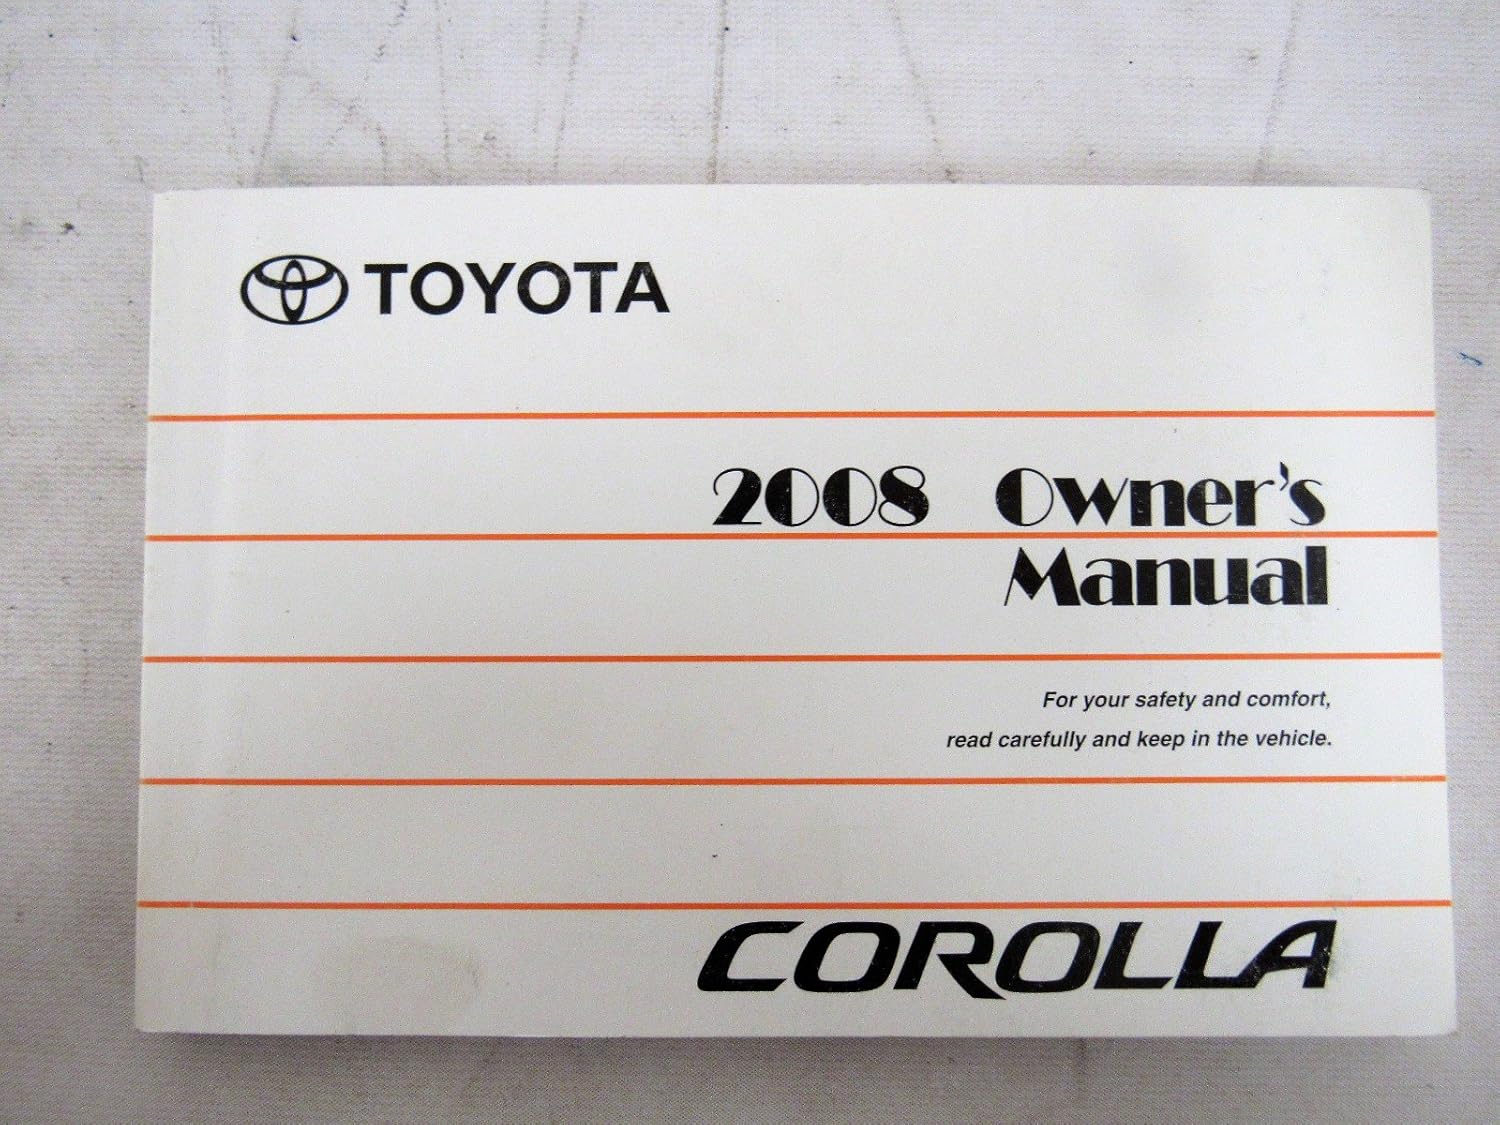 TOYOTA
2008 Owner's
Manual
For your safety and comfort,
read carefully and keep in the vehicle.
COROLLA